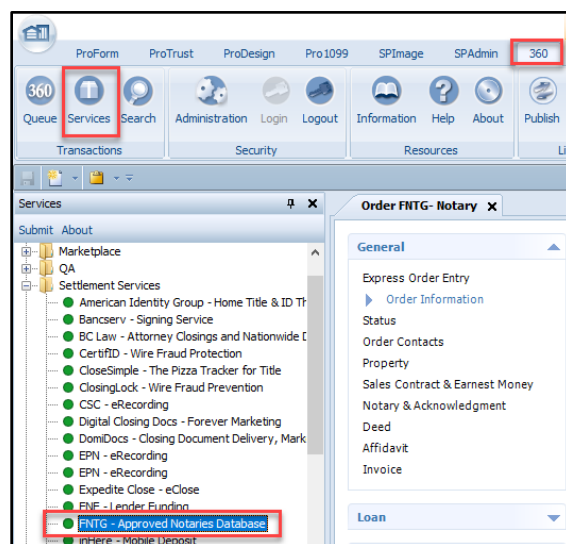 ProForm ProTrust ProDesign Pro1099 SPImage SPAdmin 360
360
Queue Services Search Administration Login Logout Information Help About Publish
Transactions Security Resources Li
Services
Order FNTG- Notary
Submit About
Marketplace
QA
Settlement Services
American Identity Group - Home Title & ID Th
Bancserv - Signing Service
BC Law - Attorney Closings and Nationwide
CertifID - Wire Fraud Protection
CloseSimple - The Pizza Tracker for Title
ClosingLock - Wire Fraud Prevention
CSC - eRecording
Digital Closing Docs - Forever Marketing
DomiDocs - Closing Document Delivery, Mark
EPN - eRecording
EPN - eRecording
Expedite Close - eClose
FNF - Lender Funding
FNTG - Approved Notaries Database
inHere - Mobile Deposit
General
Express Order Entry
Order Information
Status
Order Contacts
Property
Sales Contract & Earnest Money
Notary & Acknowledgment
Deed
Affidavit
Invoice
Loan